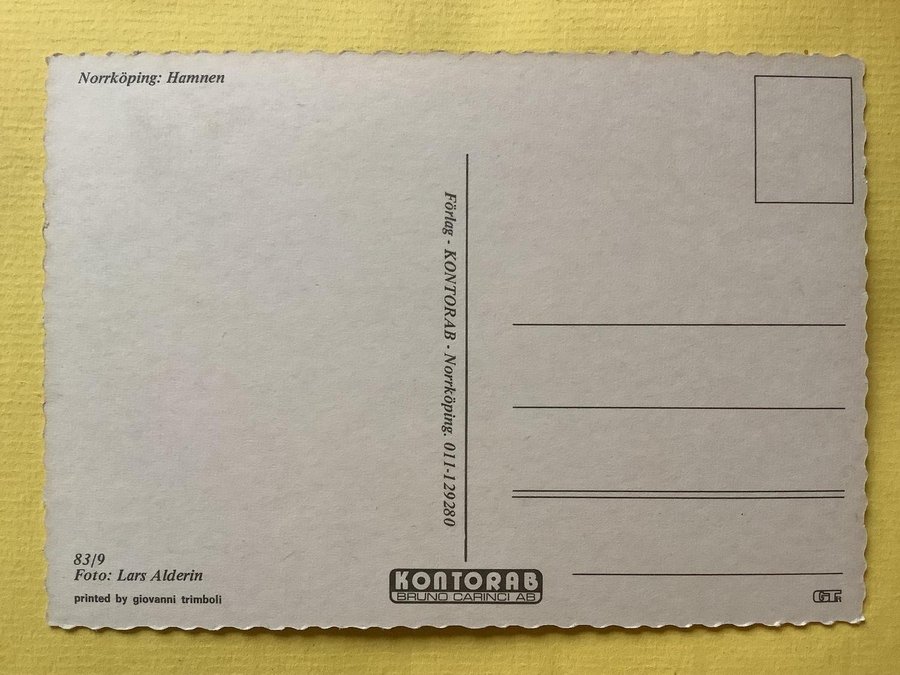 Norrköping: Hamnen
Förlag - KONTORAB - Norrköping. 011-129280
83/9
Foto: Lars Alderin
printed by giovanni trimboli
KONTORAB
BRUNO CARINCI AB